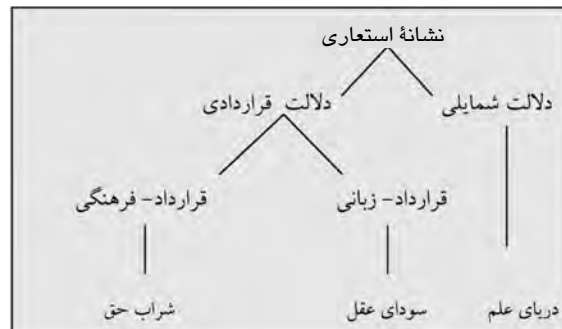 نشانهٔ استعاری
دلالت شمایلی
دلالت قراردادی
قرارداد- زبانی
قرارداد- فرهنگی
دریای علم
سودای عقل
شراب حق